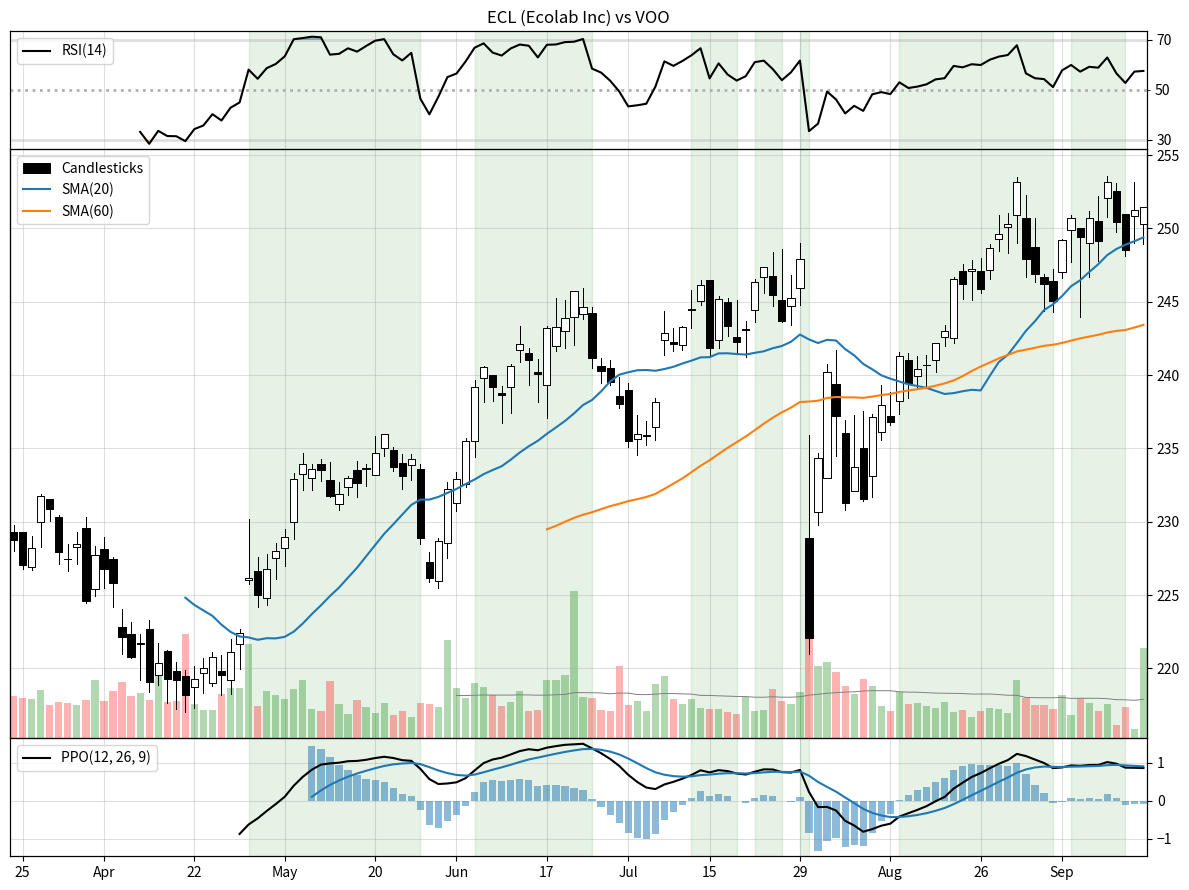 ECL (Ecolab Inc) vs VOO
RSI(14)
70
50
30
Candlesticks
SMA(20)
SMA(60)
255
250
245
240
235
230
225
220
PPO(12, 26, 9)
1
0
−1
25 Apr 22 May 20 Jun 17 Jul 15 29 Aug 26 Sep